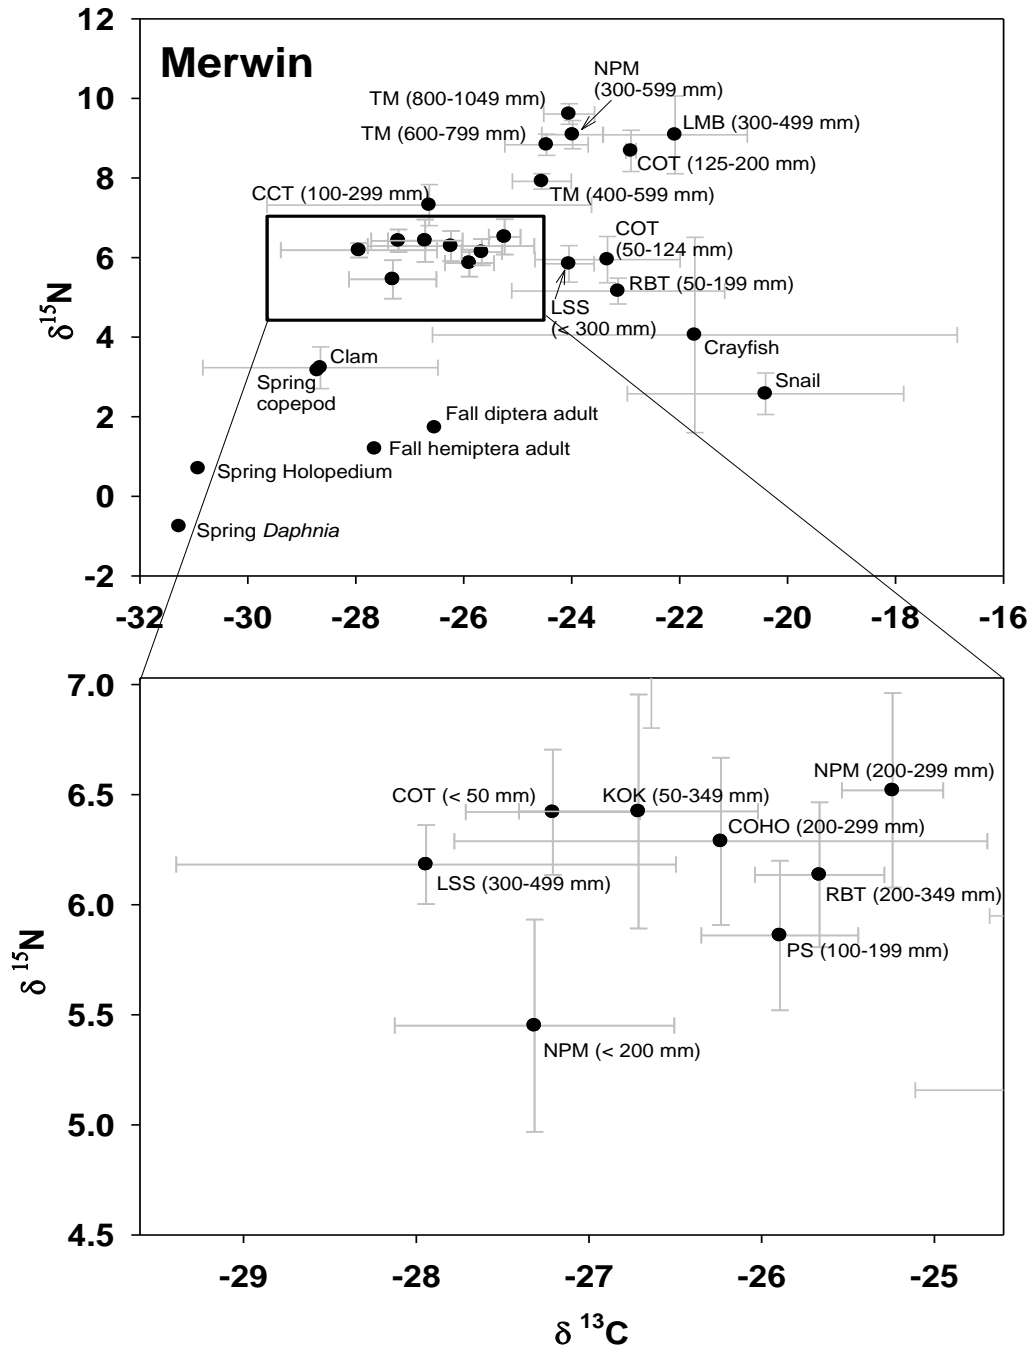 Merwin
12
10
8
6
4
2
0
-2
δ15N
NPM
(300-599 mm)
TM (800-1049 mm)
TM (600-799 mm)
LMB (300-499 mm)
COT (125-200 mm)
CCT (100-299 mm)
TM (400-599 mm)
COT
(50-124 mm)
RBT (50-199 mm)
LSS
(< 300 mm)
Crayfish
Clam
Snail
Spring
copepod
Fall diptera adult
Fall hemiptera adult
Spring Holopedium
Spring Daphnia
-32 -30 -28 -26 -24 -22 -20 -18 -16
7.0
6.5
6.0
5.5
5.0
4.5
δ 15N
NPM (200-299 mm)
COT (< 50 mm)
KOK (50-349 mm)
COHO (200-299 mm)
LSS (300-499 mm)
RBT (200-349 mm)
PS (100-199 mm)
NPM (< 200 mm)
-29 -28 -27 -26 -25
δ 13C